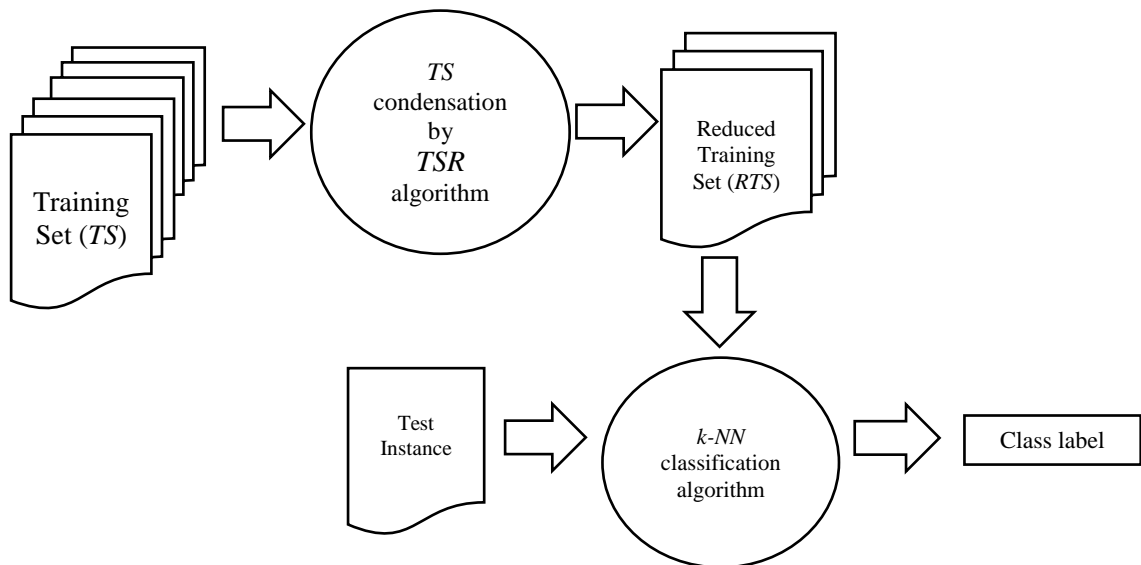 Training
Set (TS)
TS
condensation
by
TSR
algorithm
Reduced
Training
Set (RTS)
Test
Instance
k-NN
classification
algorithm
Class label